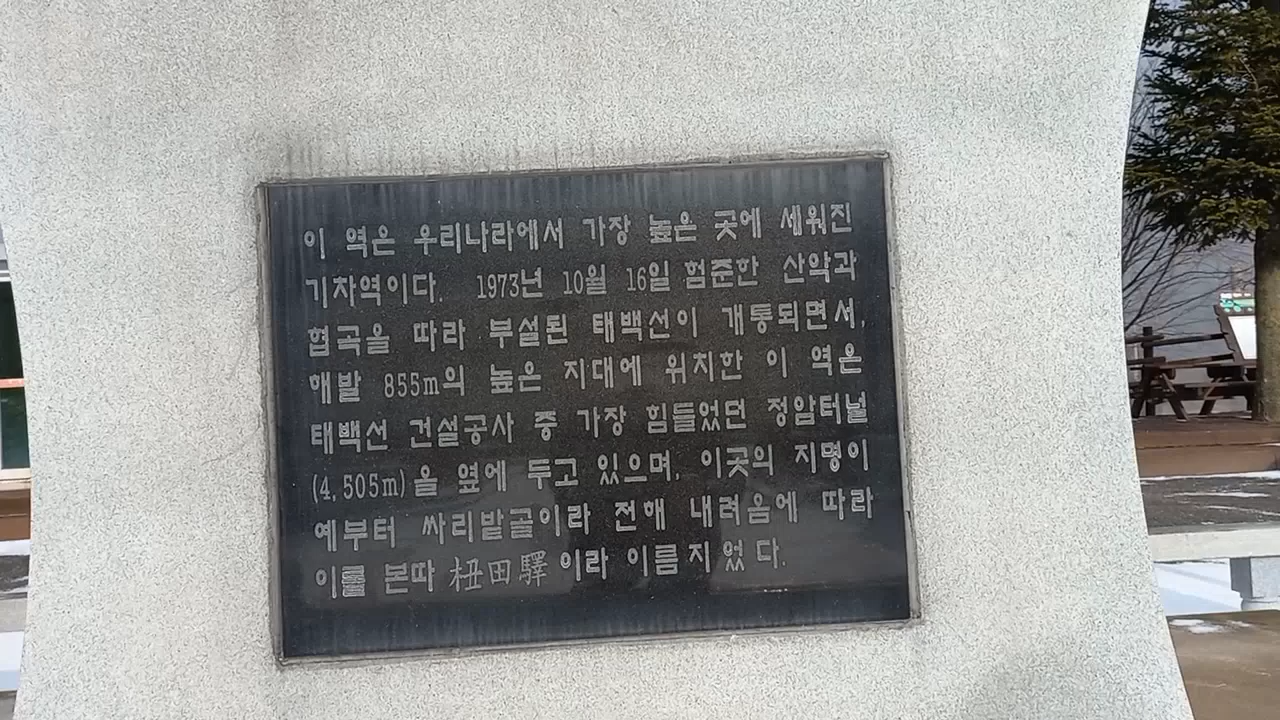 이 역은 우리나라에서 가장 높은 곳에 세워진
기차역이다. 1973년 10월 16일 험준한 산악과
협곡을 따라 부설된 태백선이 개통되면서,
해발 855m의 높은 지대에 위치한 이 역은
태백선 건설공사 중 가장 힘들었던 정암터널
(4,505m)을 옆에 두고 있으며, 이곳의 지명이
예부터 싸리밭골이라 전해 내려옴에 따라
이를 본따 杻田驛이라 이름지었다.